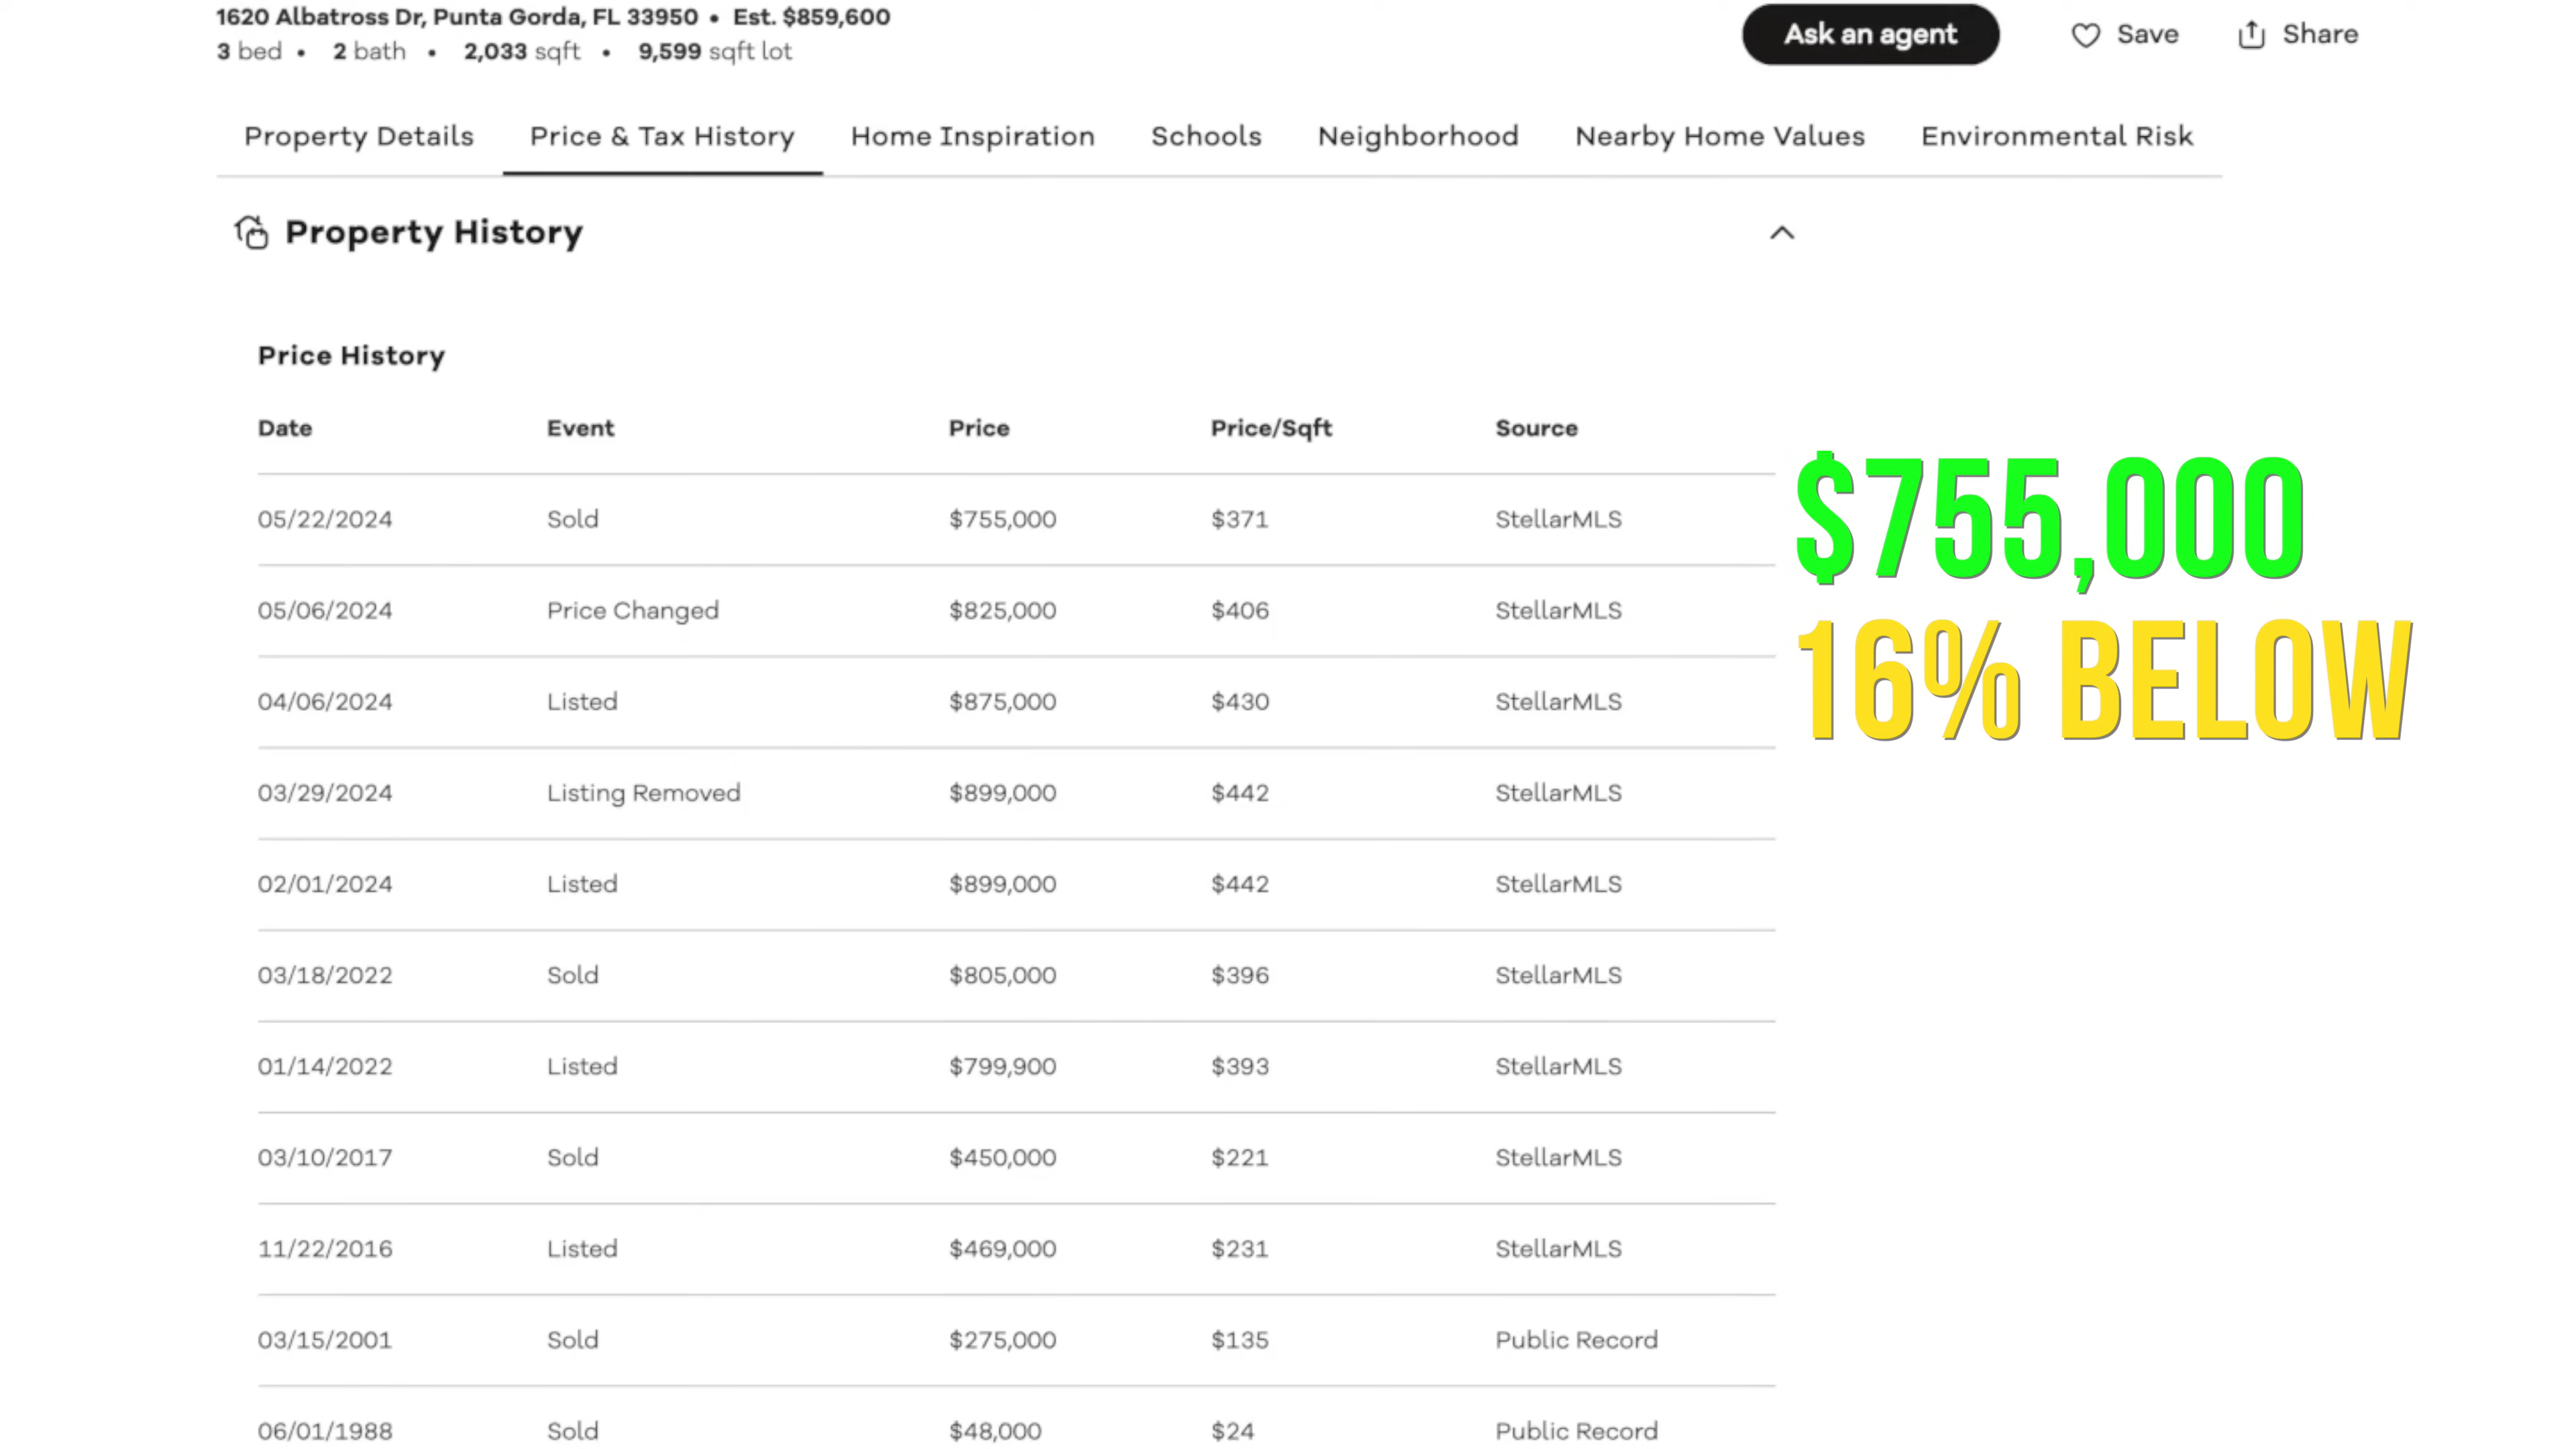 1620 Albatross Dr, Punta Gorda, FL 33950 • Est. $859,600
3 bed • 2 bath • 2,033 sqft • 9,599 sqft lot
Ask an agent
Save
Share
Property Details Price & Tax History Home Inspiration Schools Neighborhood Nearby Home Values Environmental Risk
Property History
Price History
Date Event Price Price/Sqft Source
05/22/2024 Sold $755,000 $371 StellarMLS
05/06/2024 Price Changed $825,000 $406 StellarMLS
04/06/2024 Listed $875,000 $430 StellarMLS
03/29/2024 Listing Removed $899,000 $442 StellarMLS
02/01/2024 Listed $899,000 $442 StellarMLS
03/18/2022 Sold $805,000 $396 StellarMLS
01/14/2022 Listed $799,900 $393 StellarMLS
03/10/2017 Sold $450,000 $221 StellarMLS
11/22/2016 Listed $469,000 $231 StellarMLS
03/15/2001 Sold $275,000 $135 Public Record
06/01/1988 Sold $48,000 $24 Public Record
$755,000
16% BELOW